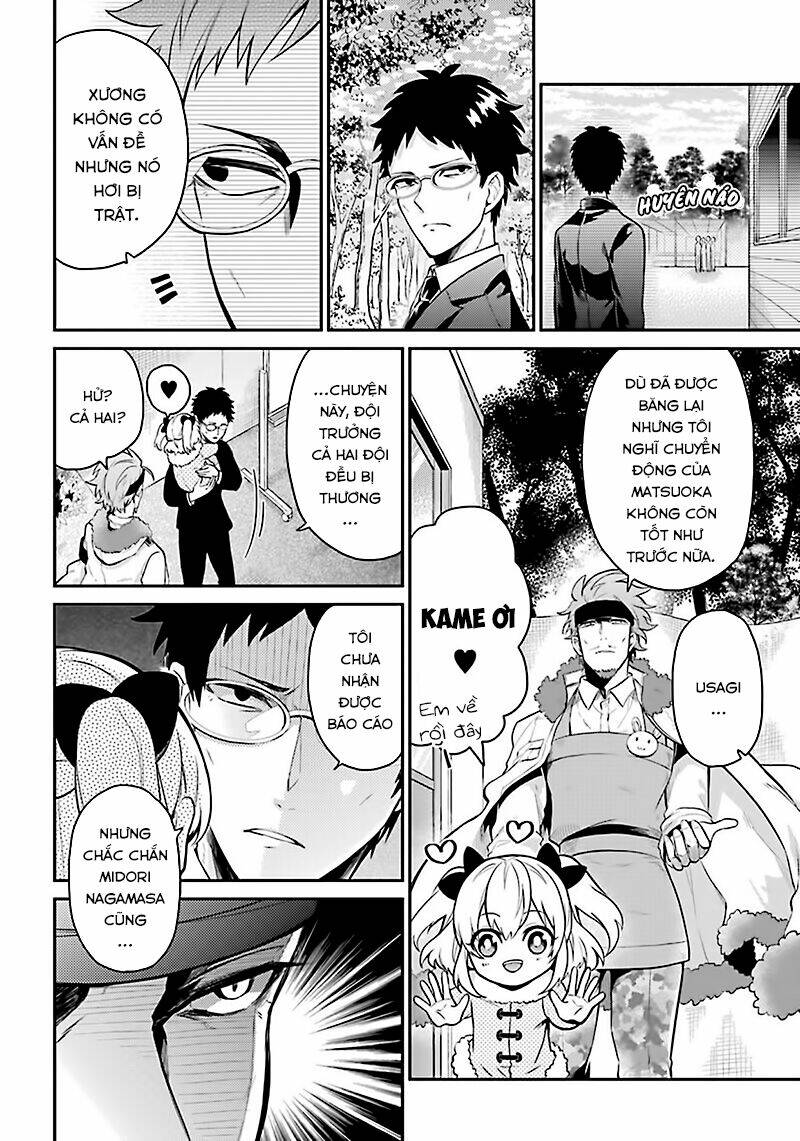 HUYÊN NÁO
XƯƠNG
KHÔNG CÓ
VẤN ĐỀ
NHƯNG NÓ
HƠI BỊ
TRẬT.
DÙ ĐÃ ĐƯỢC
BĂNG LẠI
NHƯNG TÔI
NGHĨ CHUYỂN
ĐỘNG CỦA
MATSUOKA
KHÔNG CÒN
TỐT NHƯ
TRƯỚC NỮA.
USAGI
...
KAME ƠI
♥
Em về
rồi đây
...CHUYỆN
NÀY, ĐỘI
TRƯỞNG
CẢ HAI ĐỘI
ĐỀU BỊ
THƯƠNG
...
♥
HỬ?
CẢ HAI?
TÔI
CHƯA
NHẬN
ĐƯỢC
BÁO CÁO
NHƯNG
CHẮC CHẮN
MIDORI
NAGAMASA
CŨNG
...